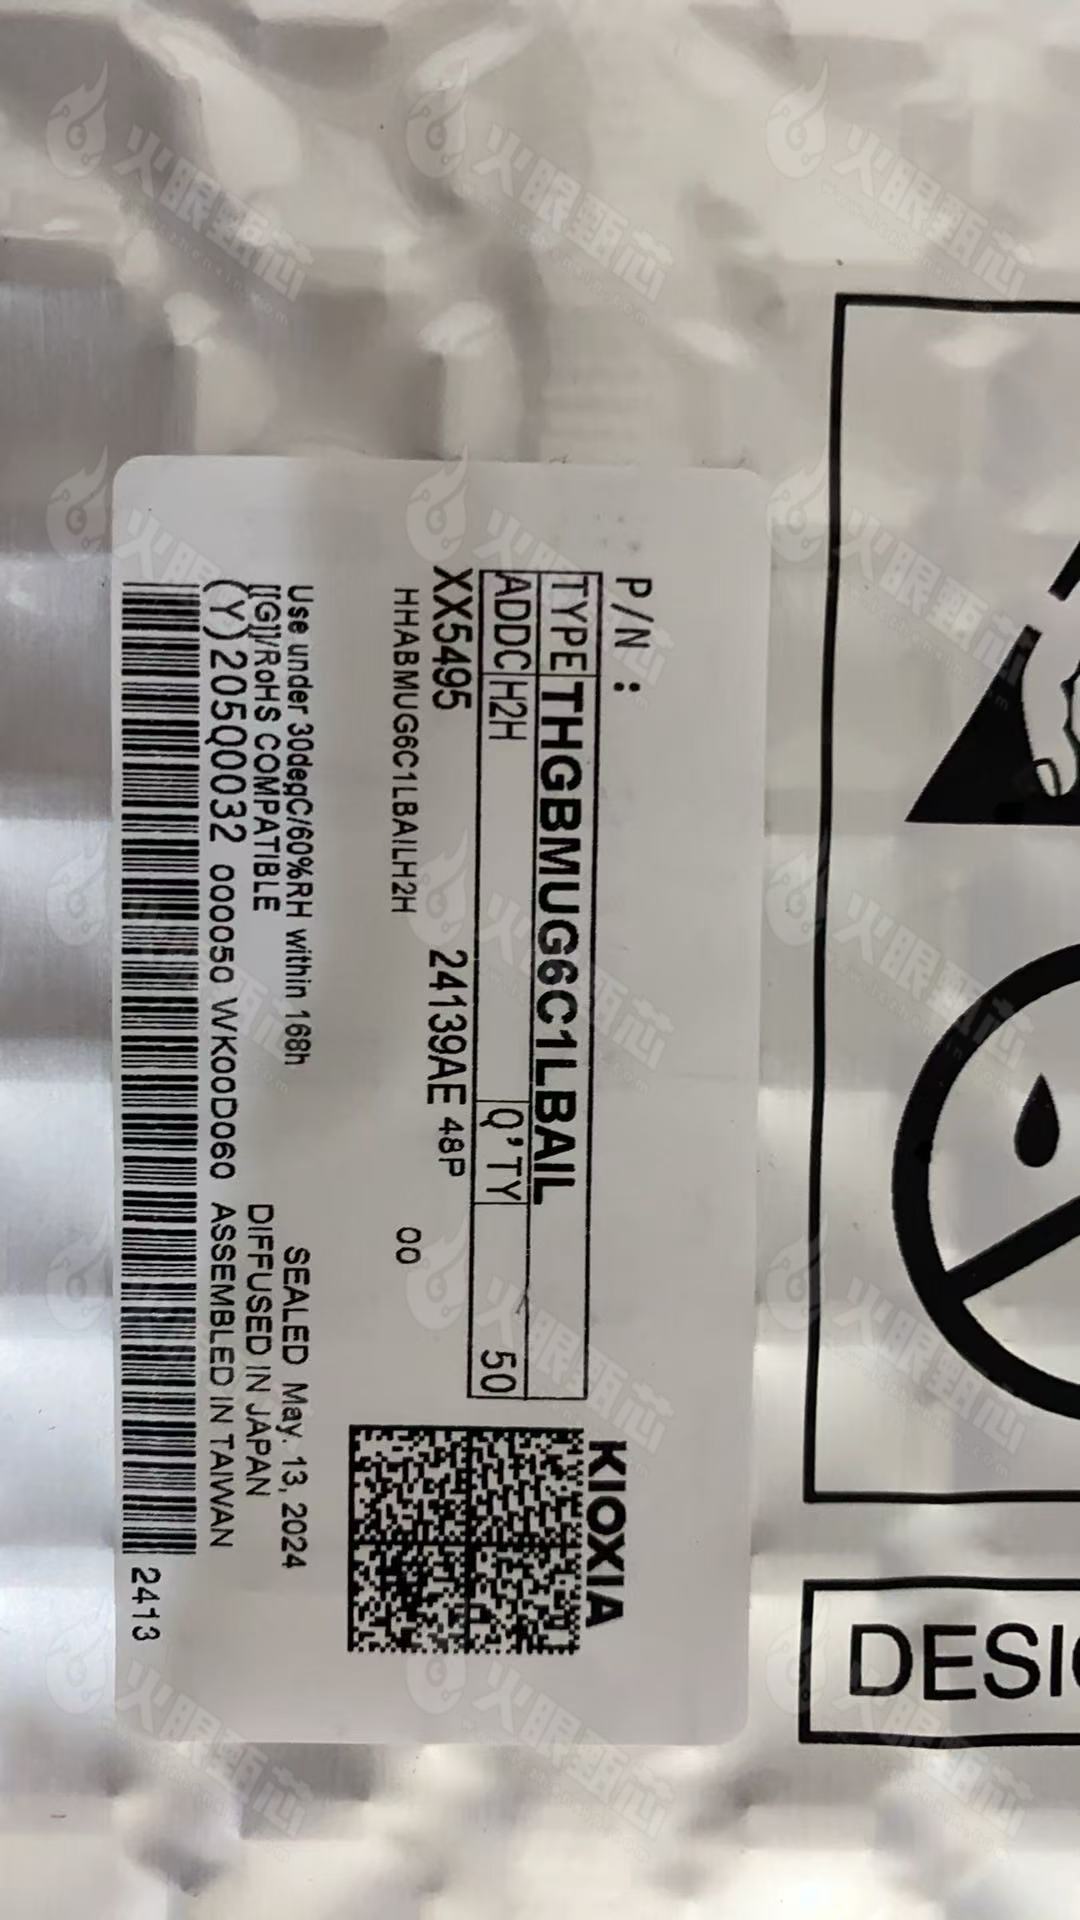 P/N :
KIOXIA
TYPE THGBMUG6C1LBAIL
ADDC H2H Q'TY 50
XX5495 24139AE 48P
HHABMUG6C1LBAILH2H 00
Use under 30degC/60%RH within 168h SEALED May. 13, 2024
[[G]]/RoHS COMPATIBLE DIFFUSED IN JAPAN
(Y)205Q0032 000050 WK00D060 ASSEMBLED IN TAIWAN
2413
DESI
火眼甄芯